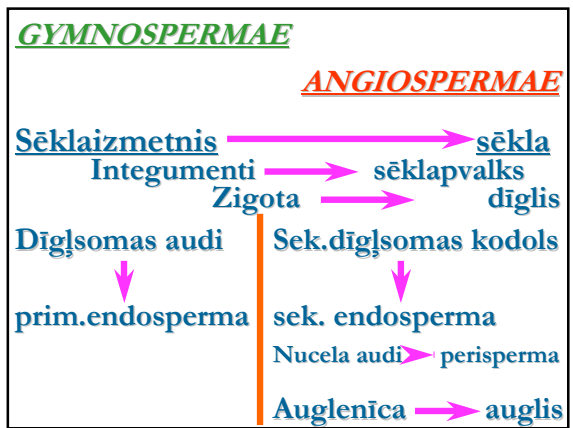 GYMNOSPERMAE
ANGIOSPERMAE
Sēklaizmetnis sēkla
Integumenti sēklapvalks
Zigota dīglis
Dīgļsomas audi
prim.endosperma
Sek.dīgļsomas kodols
sek. endosperma
Nucela audi perisperma
Auglenīca auglis